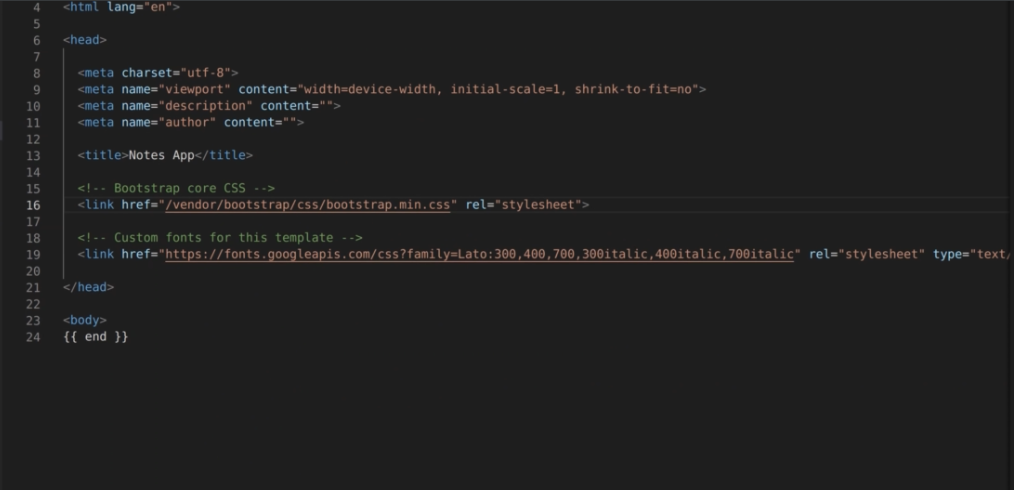 4 <html lang="en">
5
6 <head>
7
8 <meta charset="utf-8">
9 <meta name="viewport" content="width=device-width, initial-scale=1, shrink-to-fit=no">
10 <meta name="description" content="">
11 <meta name="author" content="">
12
13 <title>Notes App</title>
14
15 <!-- Bootstrap core CSS -->
16 <link href="/vendor/bootstrap/css/bootstrap.min.css" rel="stylesheet">
17
18 <!-- Custom fonts for this template -->
19 <link href="https://fonts.googleapis.com/css?family=Lato:300,400,700,300italic,400italic,700italic" rel="stylesheet" type="text/
20
21 </head>
22
23 <body>
24 {{ end }}